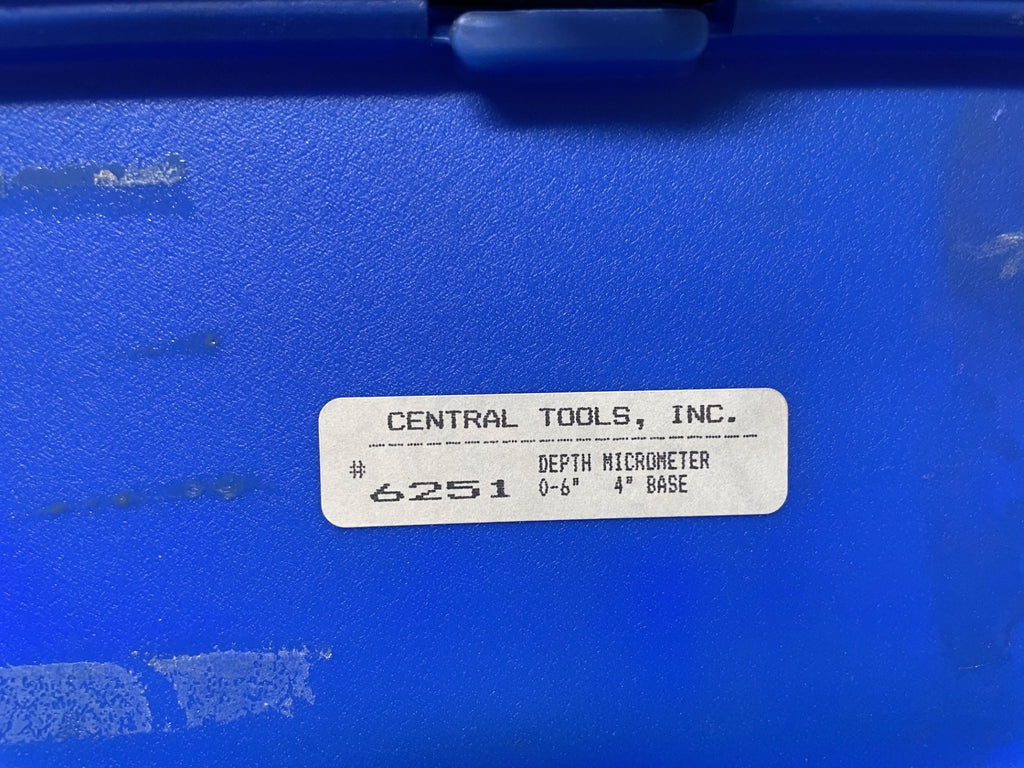 CENTRAL TOOLS, INC.
# 6251
DEPTH MICROMETER
0-6" 4" BASE